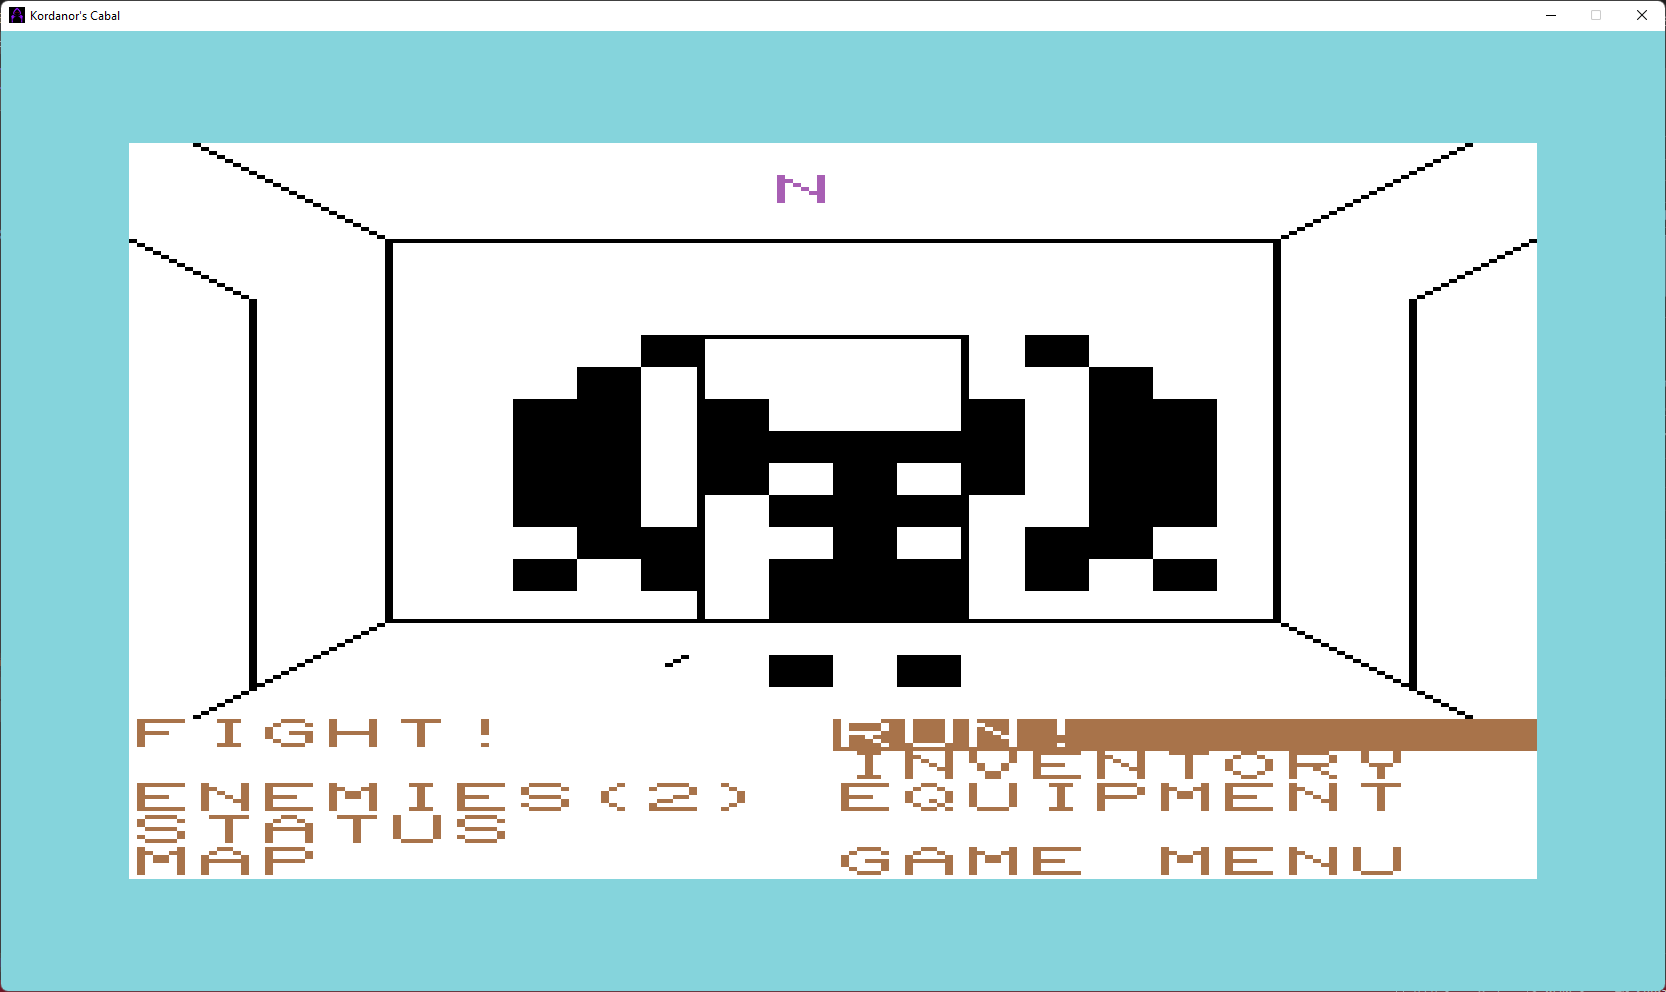 Kordanor's Cabal
N
FIGHT! RUN!
INVENTORY
ENEMIES(2) EQUIPMENT
STATUS
MAP GAME MENU